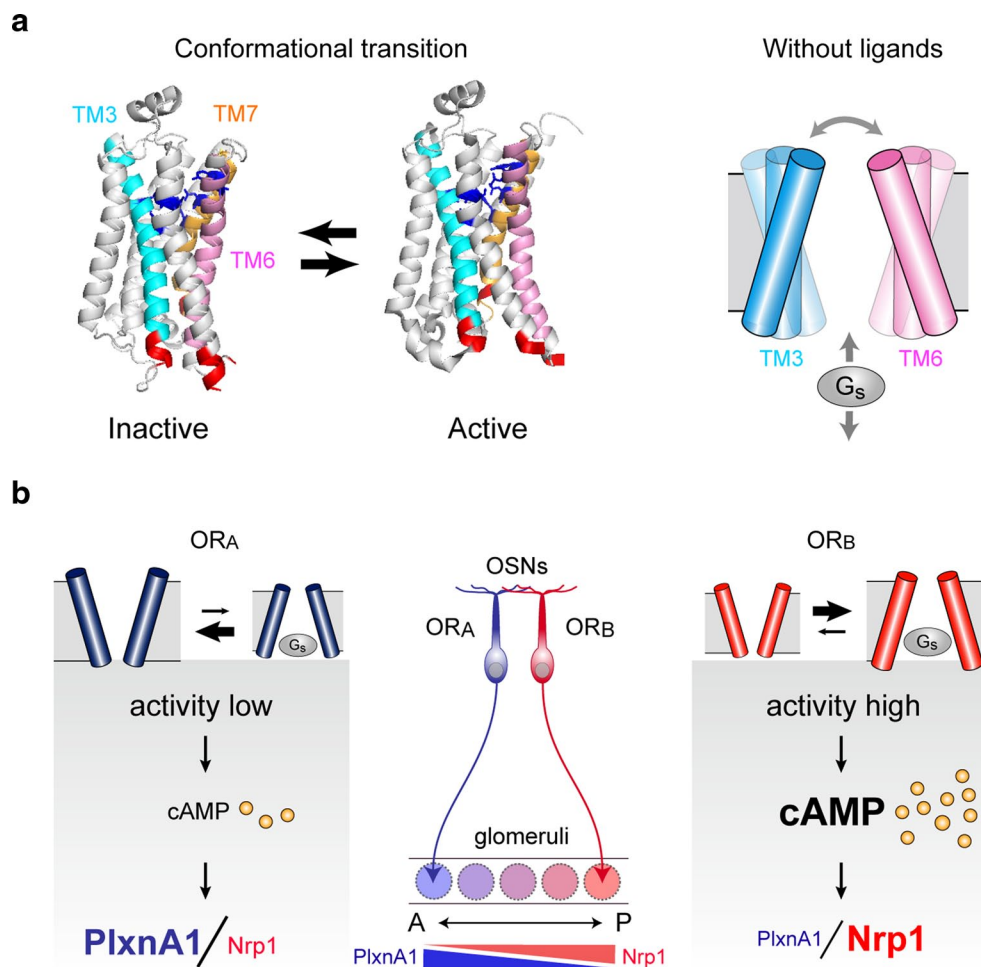 a
Conformational transition
Without ligands
TM3
TM7
TM6
Inactive
Active
TM3
TM6
Gs
b
ORA
Gs
activity low
cAMP
PlxnA1/Nrp1
OSNs
ORA
ORB
glomeruli
A
P
PlxnA1
Nrp1
ORB
Gs
activity high
cAMP
PlxnA1/Nrp1